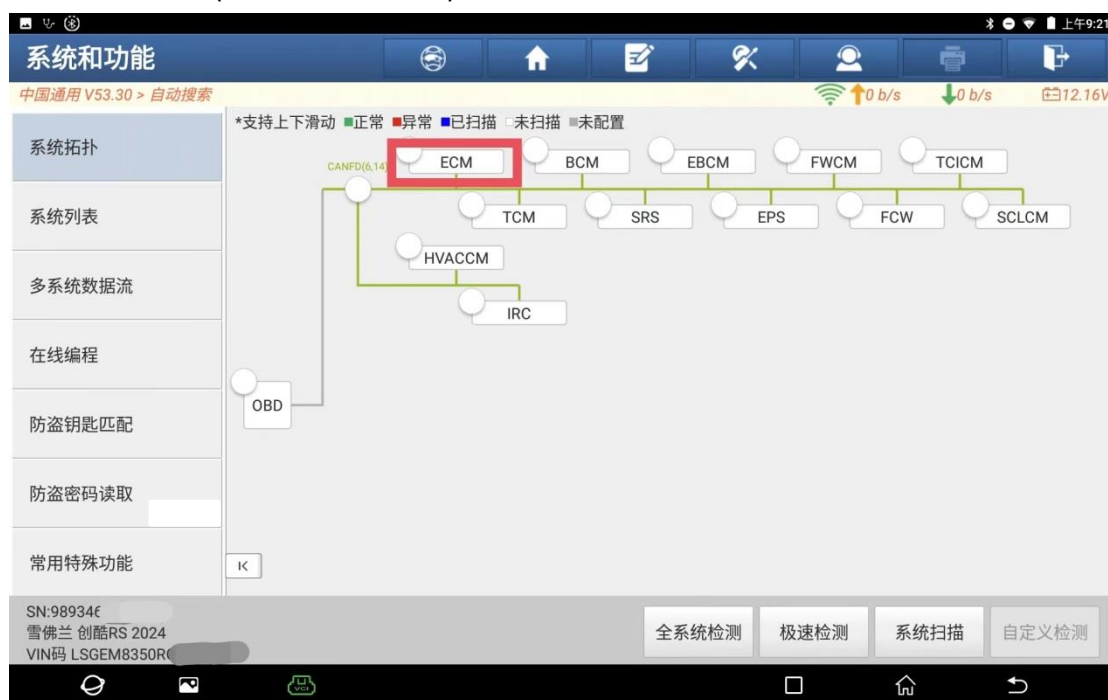 上午9:21
系统和功能
中国通用 V53.30 > 自动搜索
0 b/s
0 b/s
12.16V
系统拓扑
系统列表
多系统数据流
在线编程
防盗钥匙匹配
防盗密码读取
常用特殊功能
*支持上下滑动 ■正常 ■异常 ■已扫描 □未扫描 ■未配置
CANFD(6,14)
ECM
BCM
EBCM
FWCM
TCICM
TCM
SRS
EPS
FCW
SCLCM
HVACCM
IRC
OBD
SN:98934
雪佛兰 创酷RS 2024
VIN码 LSGEM8350R
全系统检测
极速检测
系统扫描
自定义检测
VCI